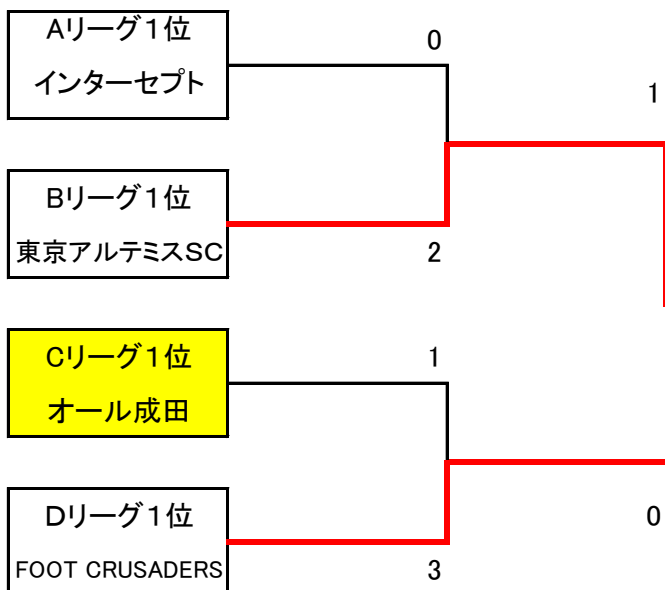 Aリーグ1位
インターセプト
0
1
Bリーグ1位
東京アルテミスSC
2
Cリーグ1位
オール成田
1
Dリーグ1位
FOOT CRUSADERS
3
0